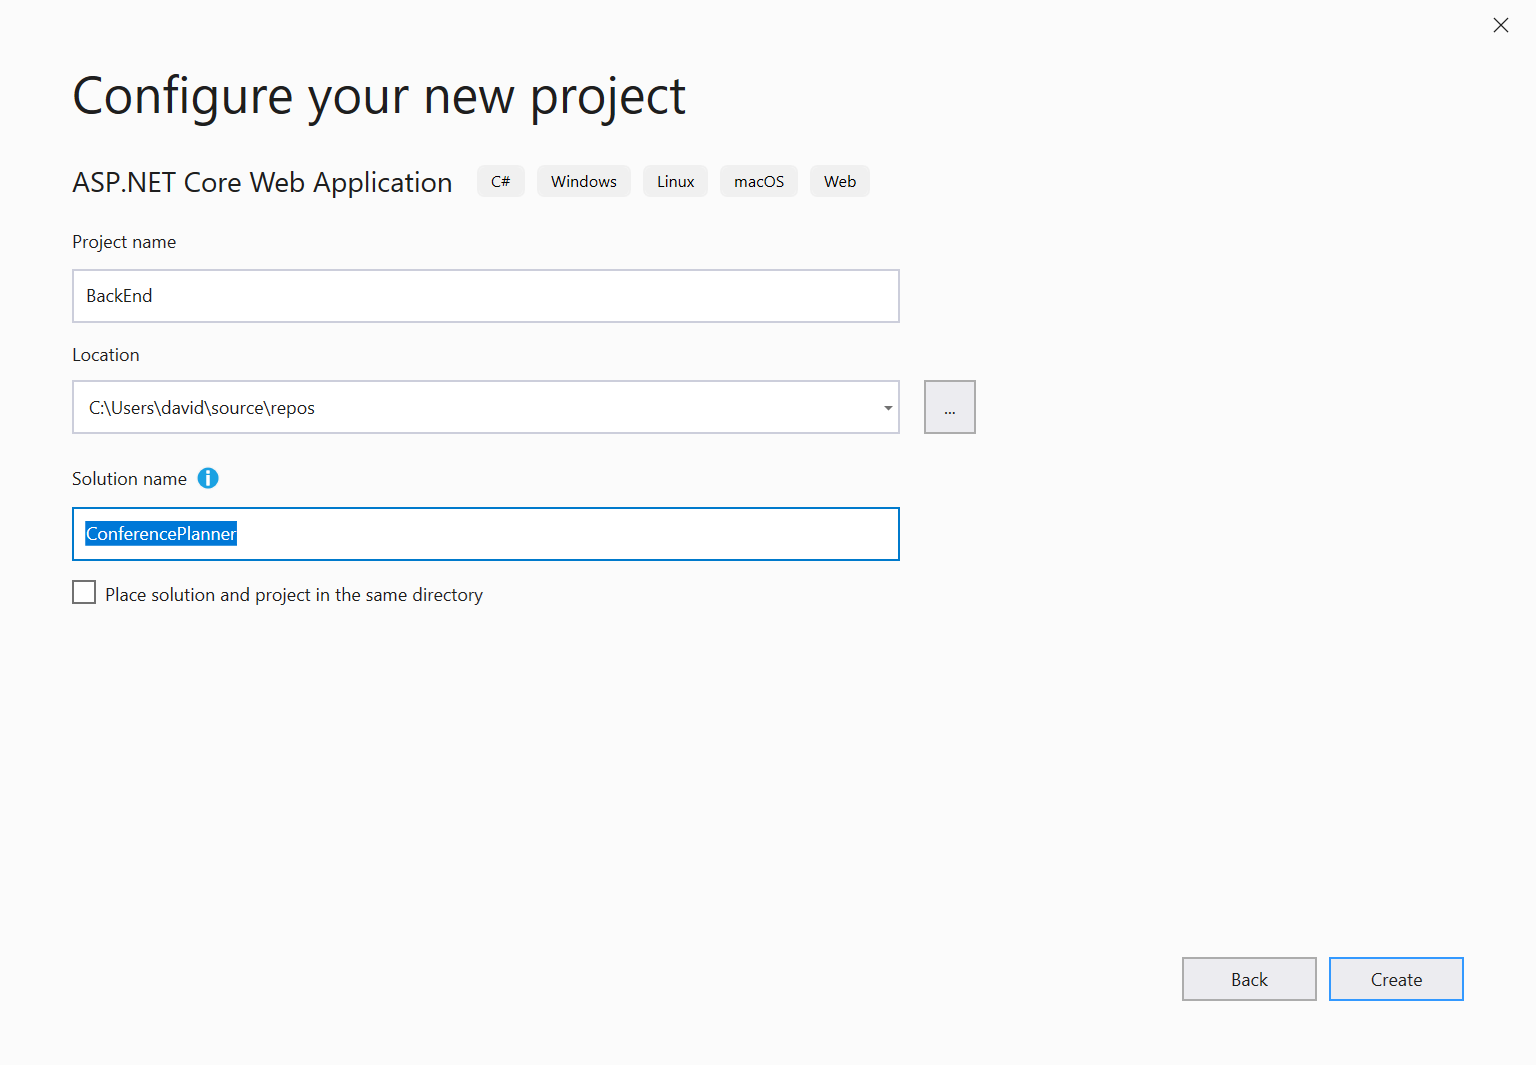 Configure your new project
ASP.NET Core Web Application C# Windows Linux macOS Web
Project name
BackEnd
Location
C:\Users\david\source\repos
...
Solution name
ConferencePlanner
Place solution and project in the same directory
Back Create